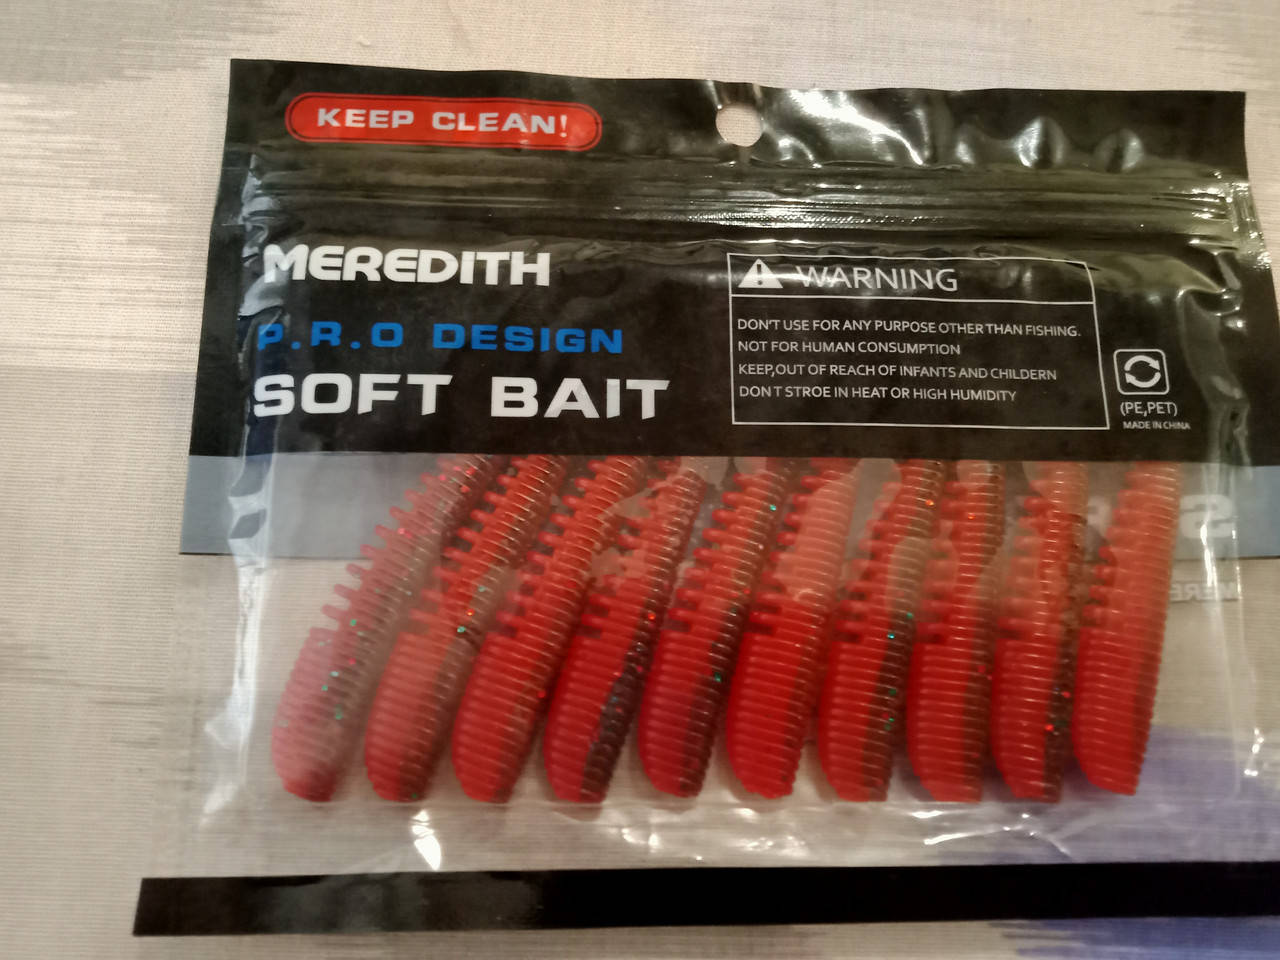 KEEP CLEAN!
MEREDITH
P.R.O DESIGN
SOFT BAIT
WARNING
DON'T USE FOR ANY PURPOSE OTHER THAN FISHING.
NOT FOR HUMAN CONSUMPTION
KEEP,OUT OF REACH OF INFANTS AND CHILDERN
DON T STROE IN HEAT OR HIGH HUMIDITY
(PE,PET)
MADE IN CHINA